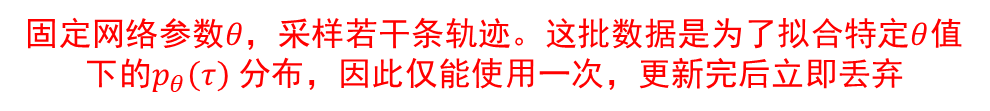 固定网络参数θ，采样若干条轨迹。这批数据是为了拟合特定θ值
下的pθ(τ) 分布，因此仅能使用一次，更新完后立即丢弃